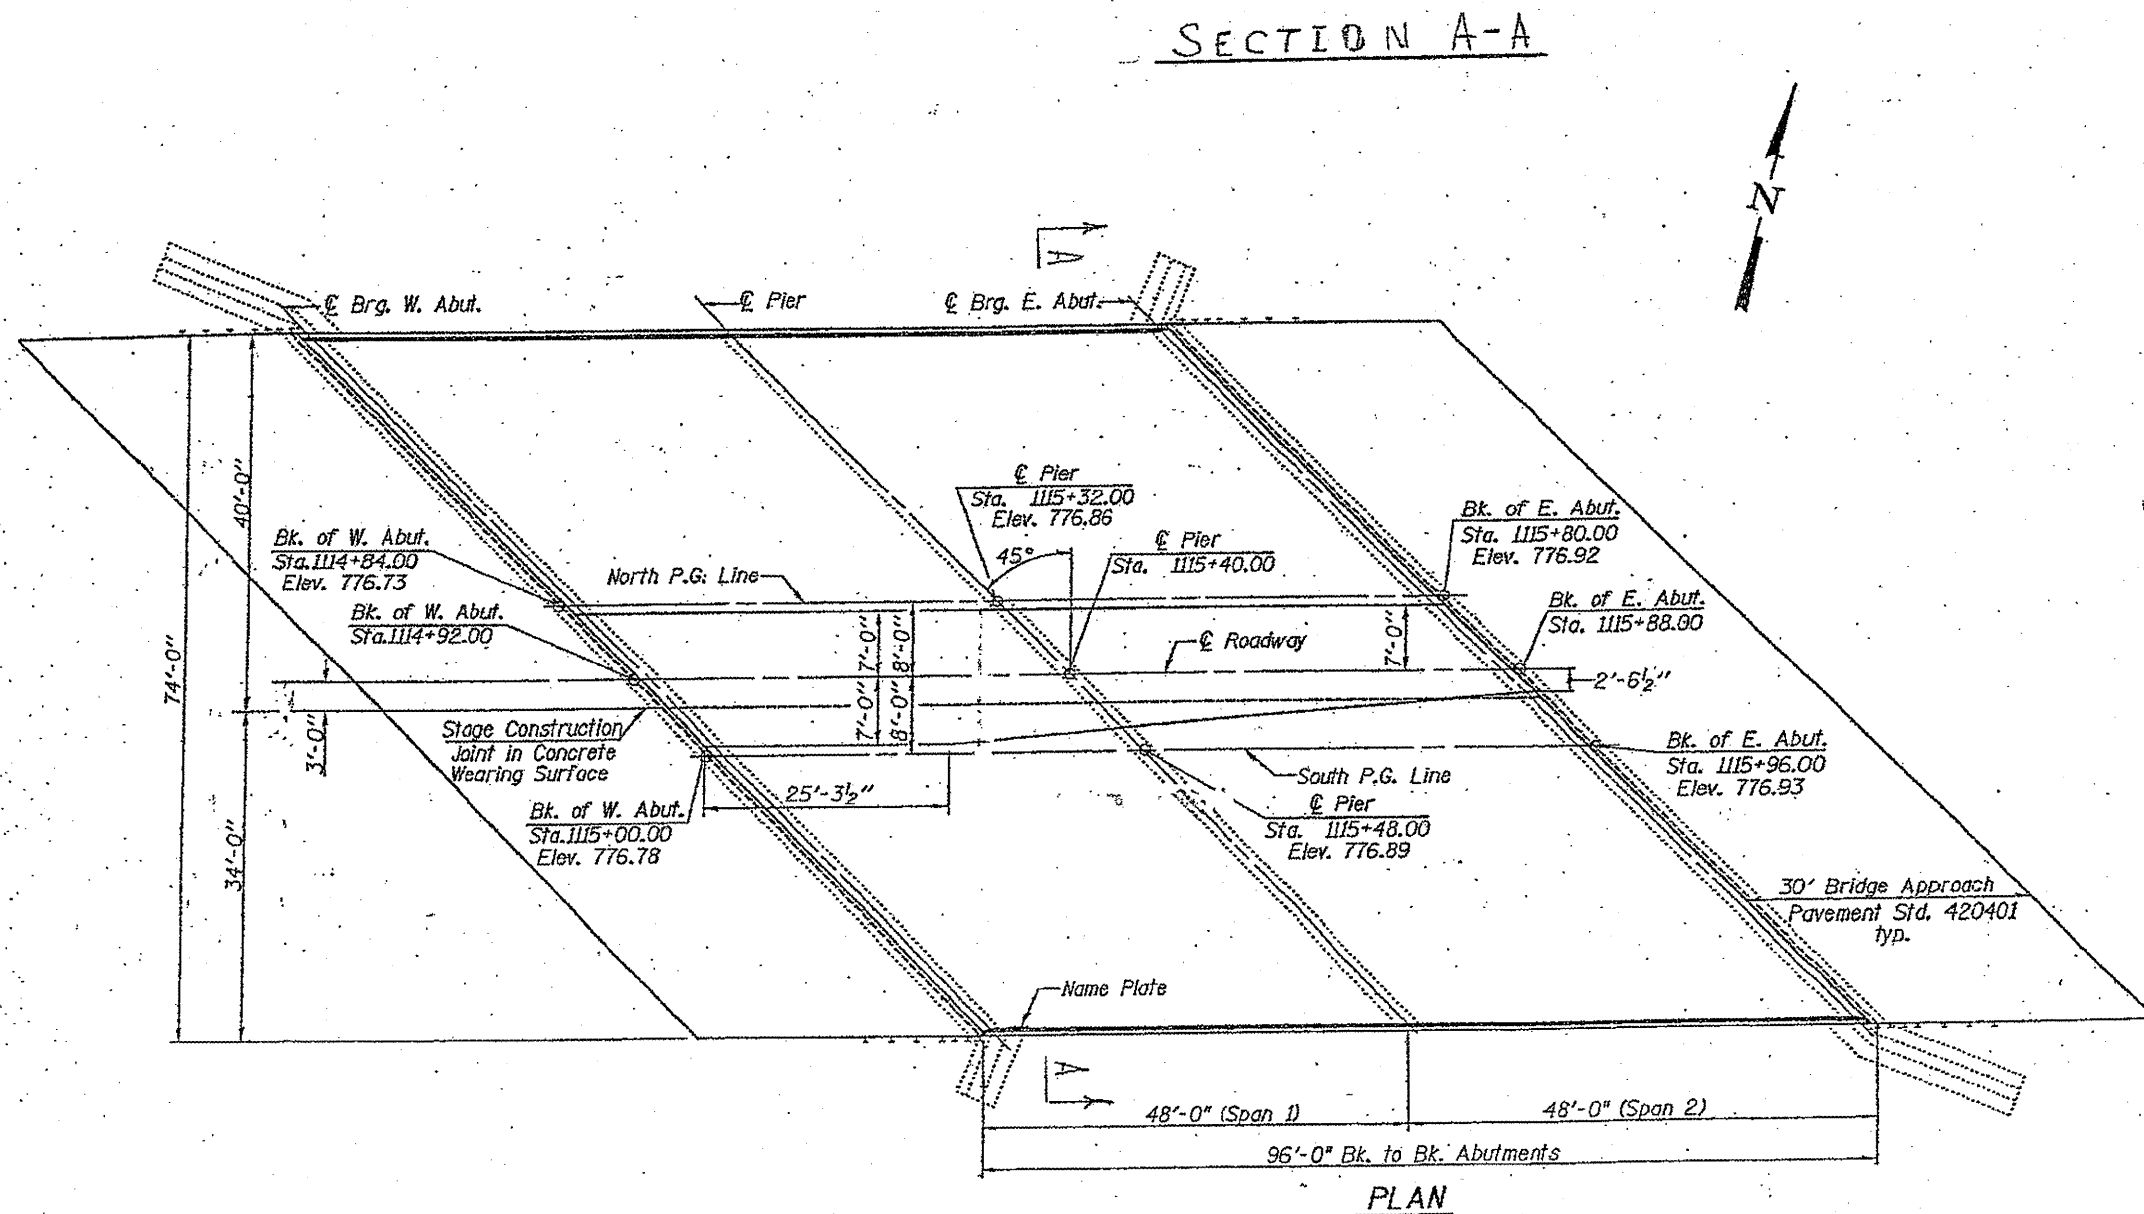 SECTION A-A
N
A
℄ Brg. W. Abut.
℄ Pier
℄ Brg. E. Abut.
℄ Pier
Sta. 1115+32.00
Elev. 776.86
45°
℄ Pier
Sta. 1115+40.00
Bk. of E. Abut.
Sta. 1115+80.00
Elev. 776.92
Bk. of W. Abut.
Sta.1114+84.00
Elev. 776.73
North P.G. Line
Bk. of W. Abut.
Sta.1114+92.00
Bk. of E. Abut.
Sta. 1115+88.00
40'-0"
74'-0"
7'-0"
8'-0"
7'-0"
℄ Roadway
2'-6½"
7'-0"
8'-0"
3'-0"
Stage Construction
Joint in Concrete
Wearing Surface
Bk. of E. Abut.
Sta. 1115+96.00
Elev. 776.93
South P.G. Line
25'-3½"
Bk. of W. Abut.
Sta.1115+00.00
Elev. 776.78
℄ Pier
Sta. 1115+48.00
Elev. 776.89
34'-0"
30' Bridge Approach
Pavement Std. 420401
typ.
Name Plate
A
48'-0" (Span 1)
48'-0" (Span 2)
96'-0" Bk. to Bk. Abutments
PLAN